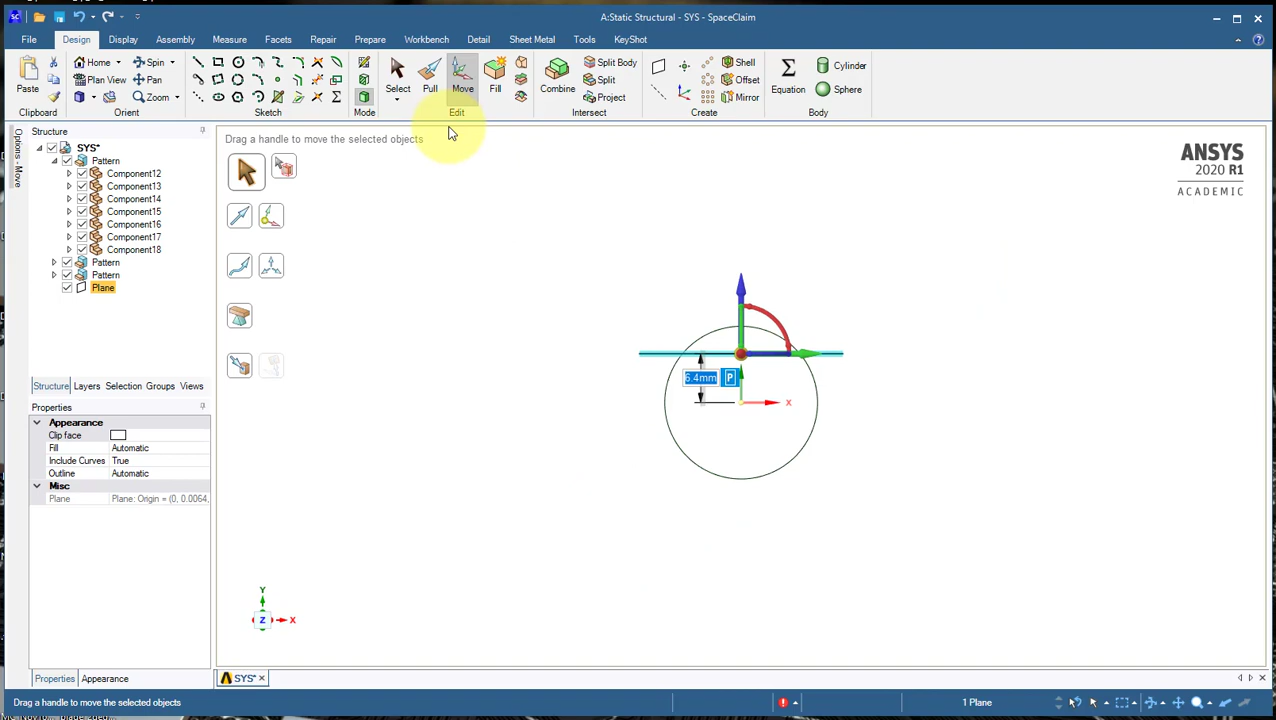 A:Static Structural - SYS - SpaceClaim
File Design Display Assembly Measure Facets Repair Prepare Workbench Detail Sheet Metal Tools KeyShot
Paste Home Spin Plan View Pan Zoom Select Pull Move Fill Combine Split Body Split Project Shell Offset Mirror Equation Cylinder Sphere
Clipboard Orient Sketch Mode Edit Intersect Create Body
Options - Move
Structure
SYS*
Pattern
Component12
Component13
Component14
Component15
Component16
Component17
Component18
Pattern
Pattern
Plane
Structure Layers Selection Groups Views
Properties
Appearance
Clip face
Fill Automatic
Include Curves True
Outline Automatic
Misc
Plane Plane: Origin = (0, 0.0064,
Properties Appearance
Drag a handle to move the selected objects
ANSYS
2020 R1
ACADEMIC
6.4mm P
X
Y
Z X
SYS*
Drag a handle to move the selected objects
1 Plane